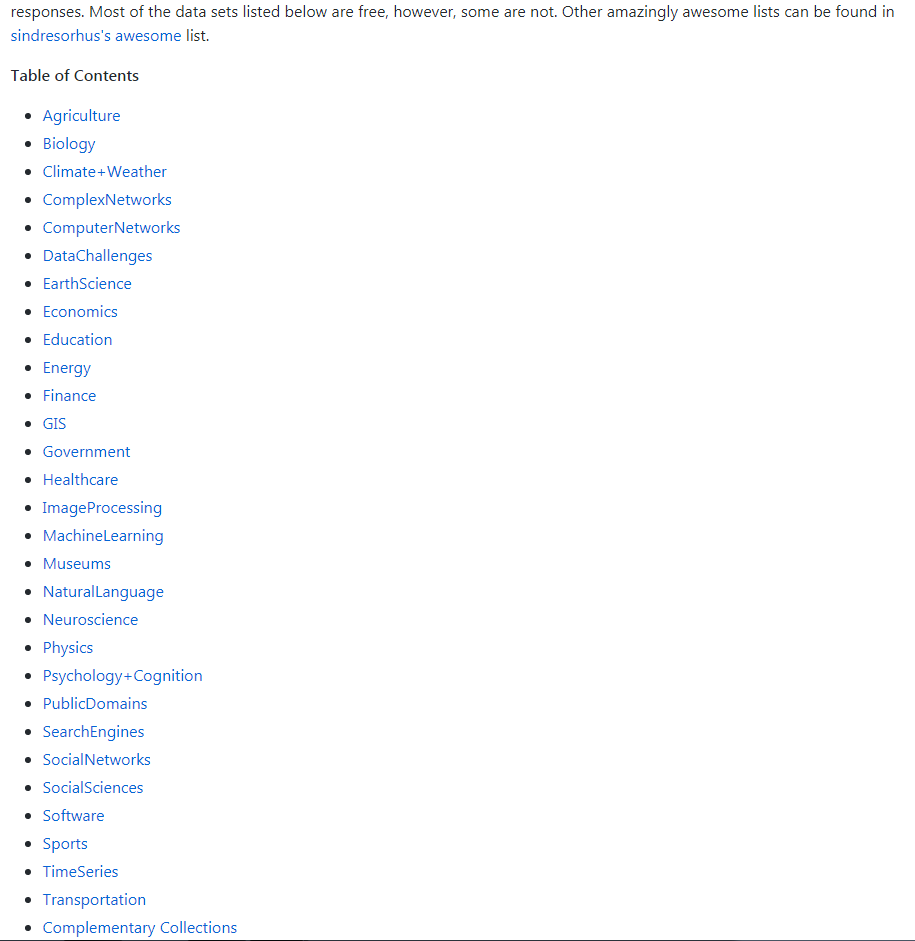 responses. Most of the data sets listed below are free, however, some are not. Other amazingly awesome lists can be found in
sindresorhus's awesome list.
Table of Contents
Agriculture
Biology
Climate+Weather
ComplexNetworks
ComputerNetworks
DataChallenges
EarthScience
Economics
Education
Energy
Finance
GIS
Government
Healthcare
ImageProcessing
MachineLearning
Museums
NaturalLanguage
Neuroscience
Physics
Psychology+Cognition
PublicDomains
SearchEngines
SocialNetworks
SocialSciences
Software
Sports
TimeSeries
Transportation
Complementary Collections